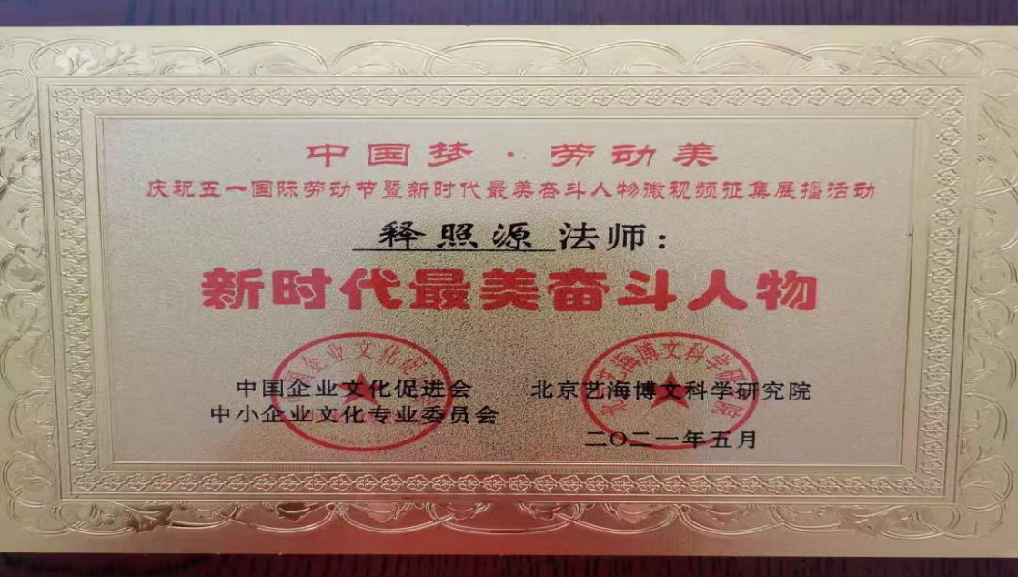 中国梦·劳动美
庆祝五一国际劳动节暨新时代最美奋斗人物微视频征集展播活动
释照源 法师：
新时代最美奋斗人物
中国企业文化促进会
中小企业文化专业委员会
北京艺海博文科学研究院
二〇二一年五月